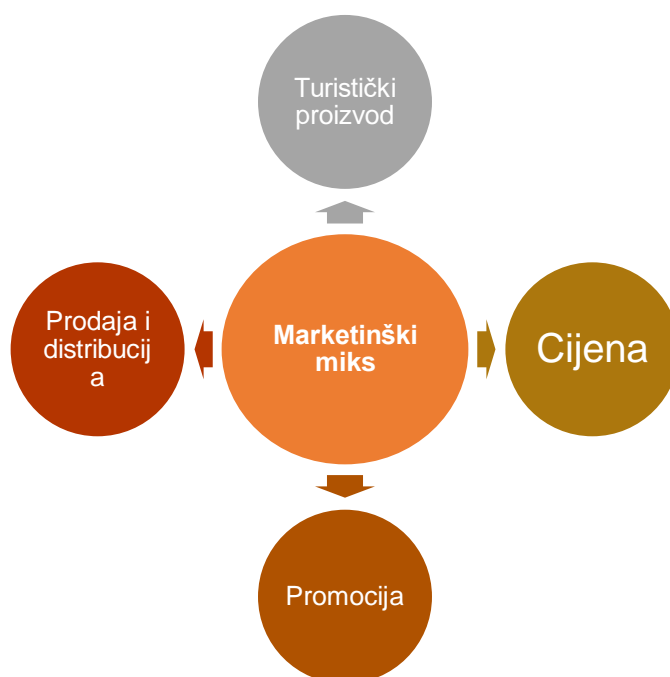 Turistički
proizvod
Prodaja i
distribucij
a
Marketinški
miks
Cijena
Promocija